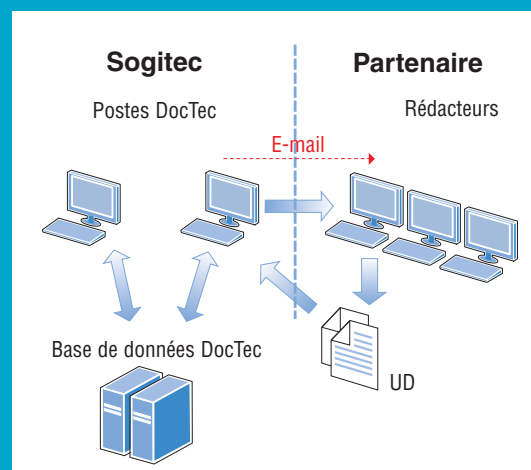 Sogitec
Partenaire
Postes DocTec
Rédacteurs
E-mail
Base de données DocTec
UD